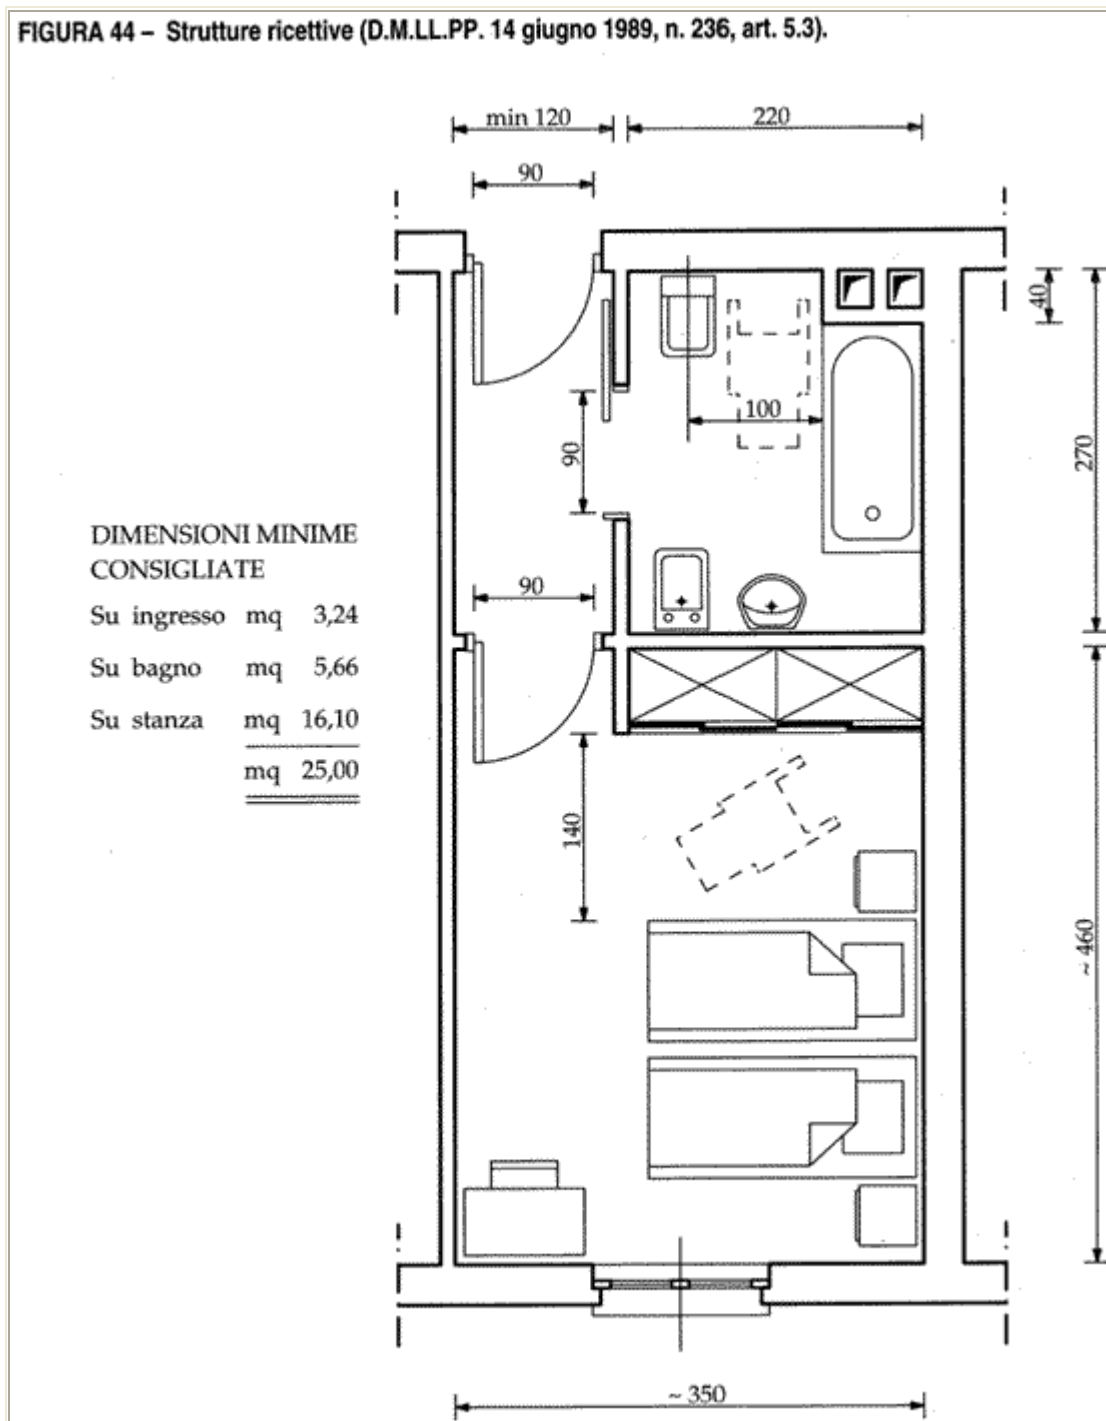 FIGURA 44 – Strutture ricettive (D.M.LL.PP. 14 giugno 1989, n. 236, art. 5.3).
min 120
220
90
40
100
90
270
DIMENSIONI MINIME
CONSIGLIATE
90
Su ingresso mq 3,24
Su bagno mq 5,66
Su stanza mq 16,10
mq 25,00
140
~ 460
~ 350